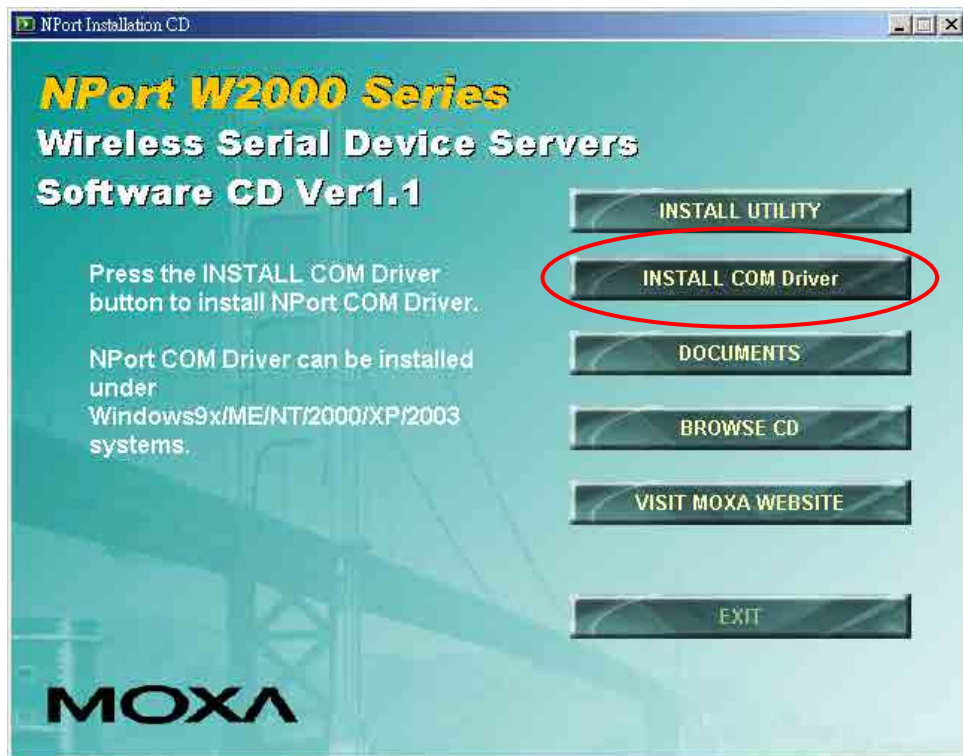 NPort Installation CD
NPort W2000 Series
Wireless Serial Device Servers
Software CD Ver1.1
INSTALL UTILITY
Press the INSTALL COM Driver
button to install NPort COM Driver.
INSTALL COM Driver
NPort COM Driver can be installed
under
Windows9x/ME/NT/2000/XP/2003
systems.
DOCUMENTS
BROWSE CD
VISIT MOXA WEBSITE
EXIT
MOXA